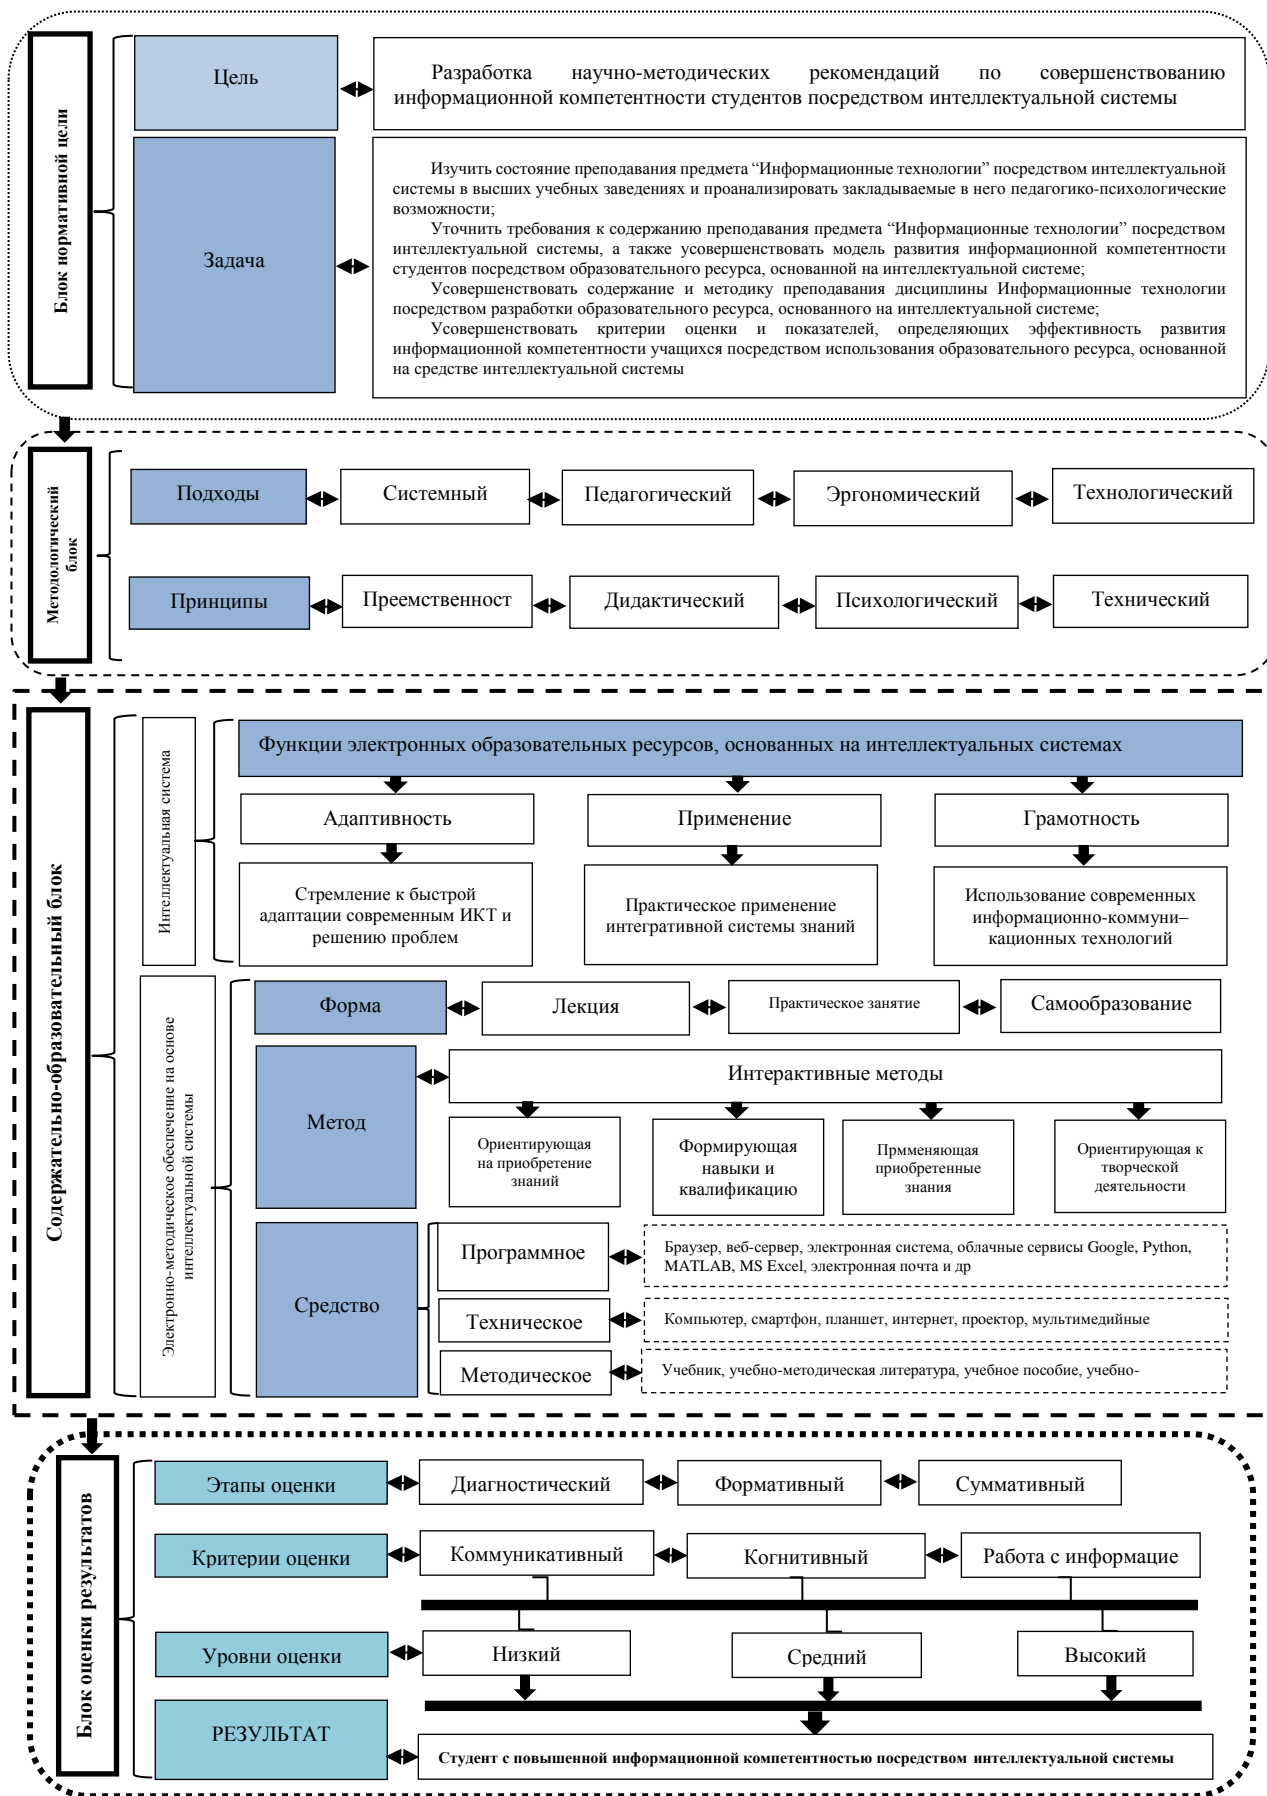 Блок нормативной цели
Цель
Разработка научно-методических рекомендаций по совершенствованию
информационной компетентности студентов посредством интеллектуальной системы
Задача
Изучить состояние преподавания предмета “Информационные технологии” посредством интеллектуальной
системы в высших учебных заведениях и проанализировать закладываемые в него педагогико-психологические
возможности;
Уточнить требования к содержанию преподавания предмета “Информационные технологии” посредством
интеллектуальной системы, а также усовершенствовать модель развития информационной компетентности
студентов посредством образовательного ресурса, основанной на интеллектуальной системе;
Усовершенствовать содержание и методику преподавания дисциплины Информационные технологии
посредством разработки образовательного ресурса, основанного на интеллектуальной системе;
Усовершенствовать критерии оценки и показателей, определяющих эффективность развития
информационной компетентности учащихся посредством использования образовательного ресурса, основанной
на средстве интеллектуальной системы
Методологический
блок
Подходы
Системный
Педагогический
Эргономический
Технологический
Принципы
Преемственност
Дидактический
Психологический
Технический
Содержательно-образовательный блок
Интеллектуальная система
Функции электронных образовательных ресурсов, основанных на интеллектуальных системах
Адаптивность
Применение
Грамотность
Стремление к быстрой
адаптации современным ИКТ и
решению проблем
Практическое применение
интегративной системы знаний
Использование современных
информационно-коммуни–
кационных технологий
Электронно-методическое обеспечение на основе
интеллектуальной системы
Форма
Лекция
Практическое занятие
Самообразование
Метод
Интерактивные методы
Ориентирующая
на приобретение
знаний
Формирующая
навыки и
квалификацию
Прменяющая
приобретенные
знания
Ориентирующая к
творческой
деятельности
Средство
Программное
Браузер, веб-сервер, электронная система, облачные сервисы Google, Python,
MATLAB, MS Excel, электронная почта и др
Техническое
Компьютер, смартфон, планшет, интернет, проектор, мультимедийные
Методическое
Учебник, учебно-методическая литература, учебное пособие, учебно-
Блок оценки результатов
Этапы оценки
Диагностический
Формативный
Суммативный
Критерии оценки
Коммуникативный
Когнитивный
Работа с информацие
Уровни оценки
Низкий
Средний
Высокий
РЕЗУЛЬТАТ
Студент с повышенной информационной компетентностью посредством интеллектуальной системы